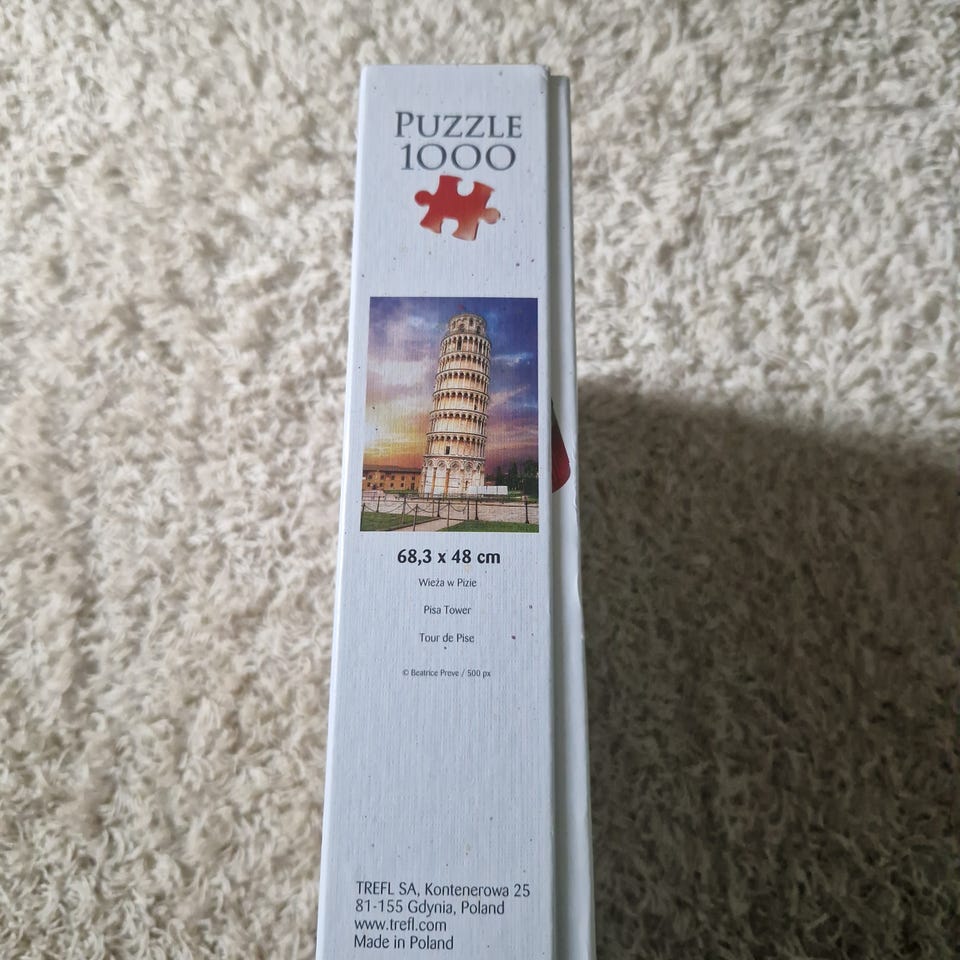 PUZZLE
1000
68,3 x 48 cm
Wieża w Pizie
Pisa Tower
Tour de Pise
© Beatrice Preve / 500 px
TREFL SA, Kontenerowa 25
81-155 Gdynia, Poland
www.trefl.com
Made in Poland